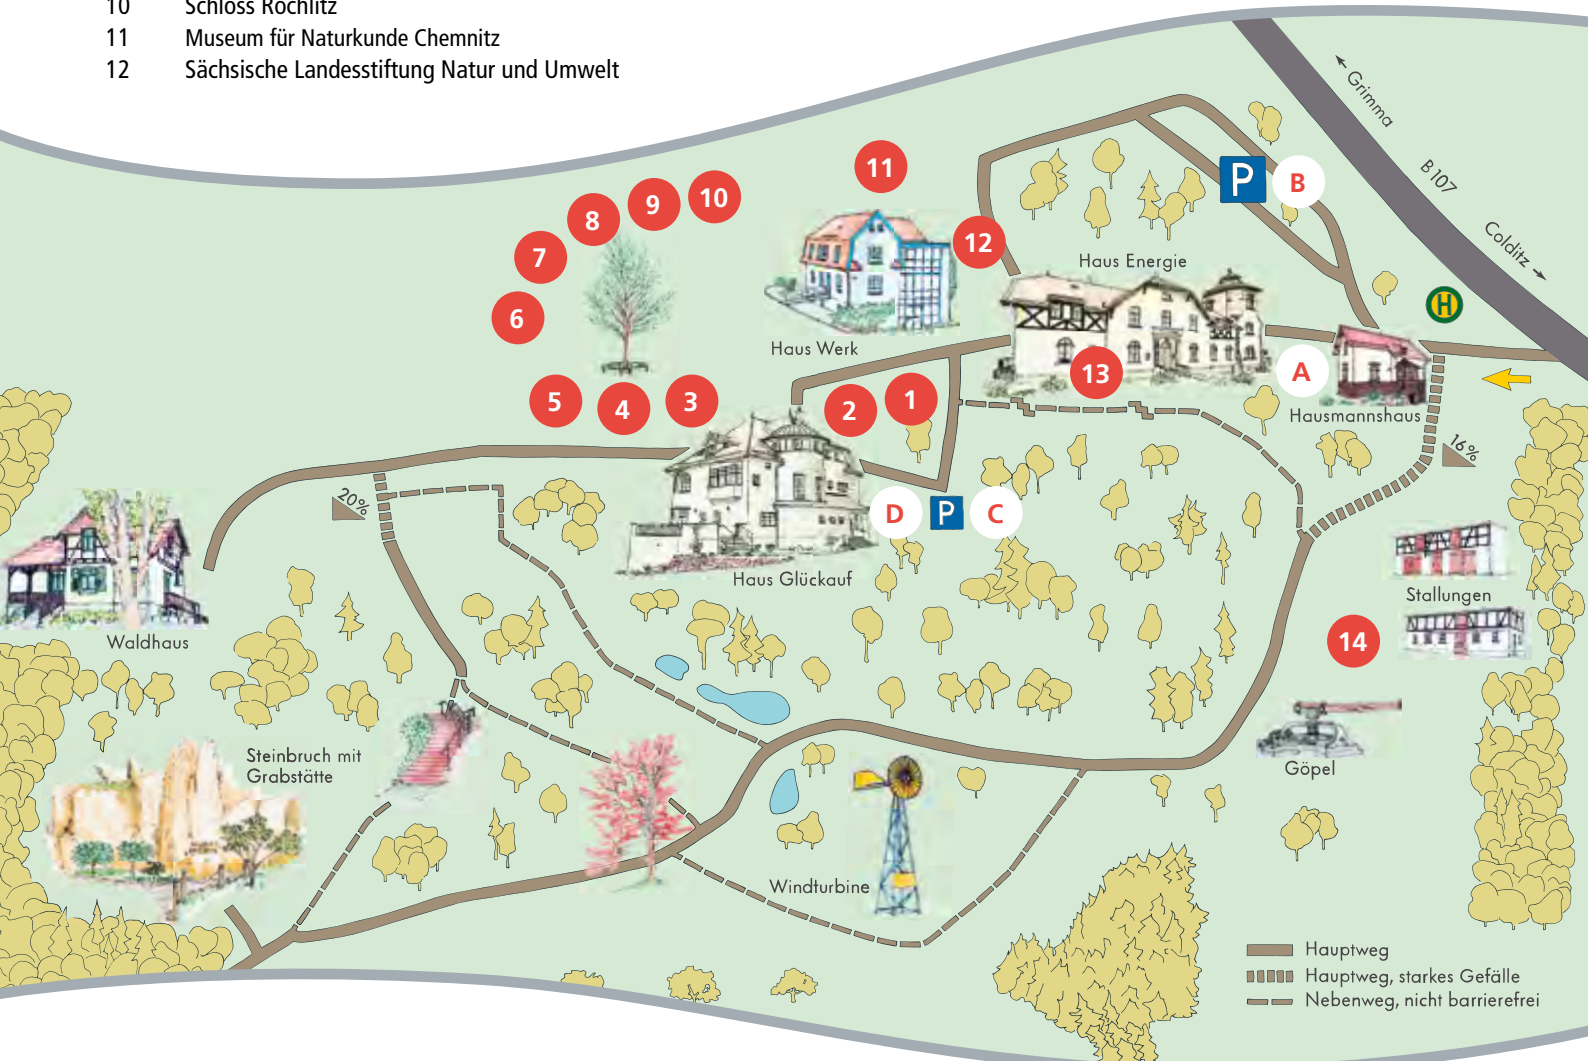 10 Schloss Rochlitz
11 Museum für Naturkunde Chemnitz
12 Sächsische Landesstiftung Natur und Umwelt
Grimma
B 107
Colditz
11
10
9
8
P
B
12
7
Haus Energie
6
H
Haus Werk
13
A
5
4
3
2
1
Hausmannshaus
16%
20%
D
P
C
Haus Glückauf
Stallungen
Waldhaus
14
Steinbruch mit
Grabstätte
Göpel
Windturbine
Hauptweg
Hauptweg, starkes Gefälle
Nebenweg, nicht barrierefrei